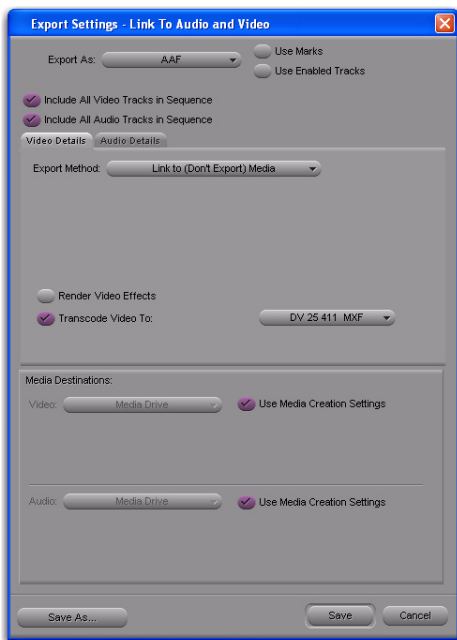 Export Settings - Link To Audio and Video
Export As: AAF
Use Marks
Use Enabled Tracks
Include All Video Tracks in Sequence
Include All Audio Tracks in Sequence
Video Details Audio Details
Export Method: Link to (Don't Export) Media
Render Video Effects
Transcode Video To: DV 25 411 MXF
Media Destinations:
Video: Media Drive Use Media Creation Settings
Audio: Media Drive Use Media Creation Settings
Save As... Save Cancel